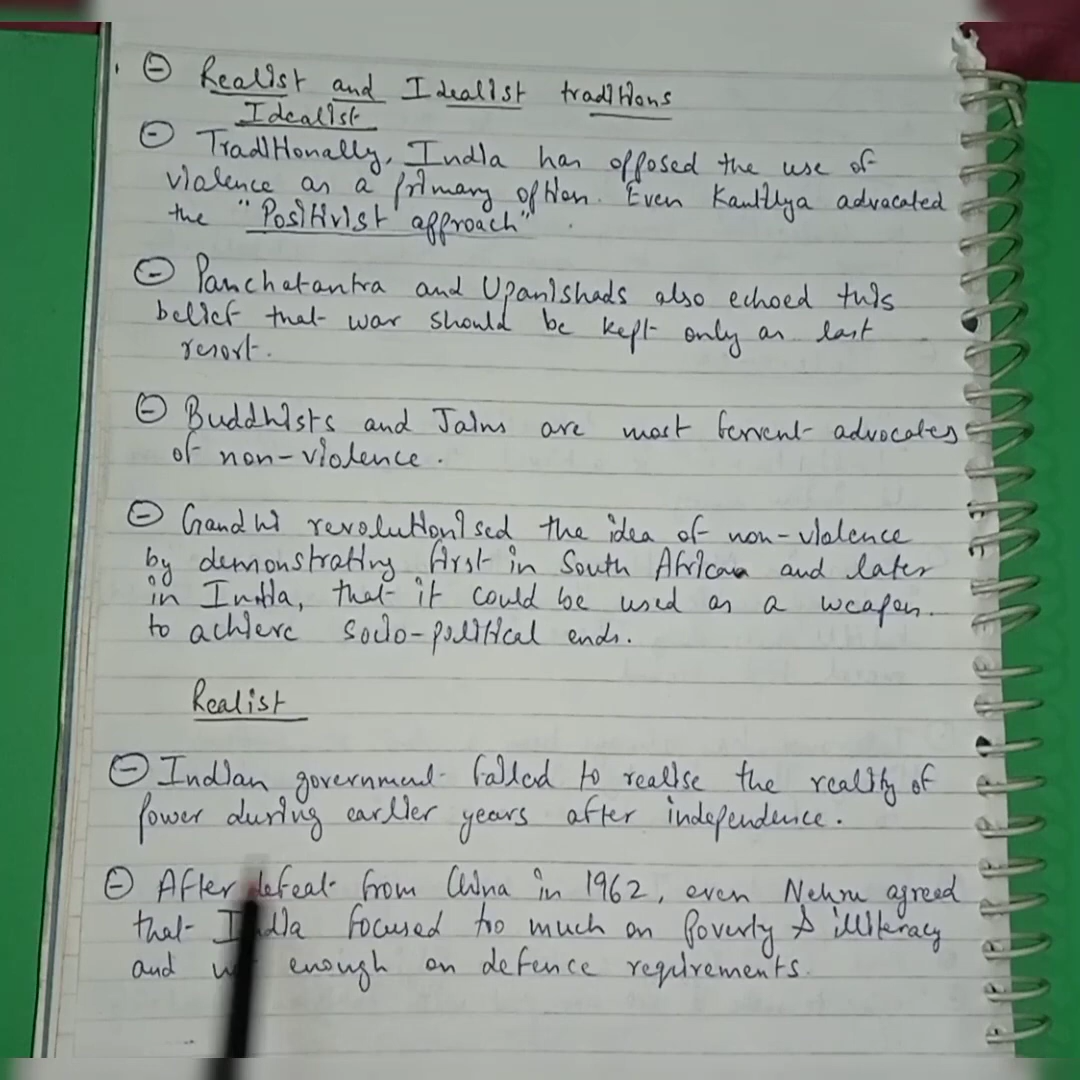 ⊖ Realist and Idealist traditions
Idealist
⊖ Traditionally, India has opposed the use of
violence as a primary option. Even Kautilya advocated
the "Positivist approach".
⊖ Panchatantra and Upanishads also echoed this
belief that war should be kept only as last
resort.
⊖ Buddhists and Jains are most fervent advocates
of non-violence.
⊖ Gandhi revolutionised the idea of non-violence
by demonstrating first in South African and later
in India, that it could be used as a weapon.
to achieve socio-political ends.
Realist
⊖ Indian government failed to realise the reality of
power during earlier years after independence.
⊖ After defeat from China in 1962, even Nehru agreed
that India focused too much on Poverty & illiteracy
and not enough on defence requirements.